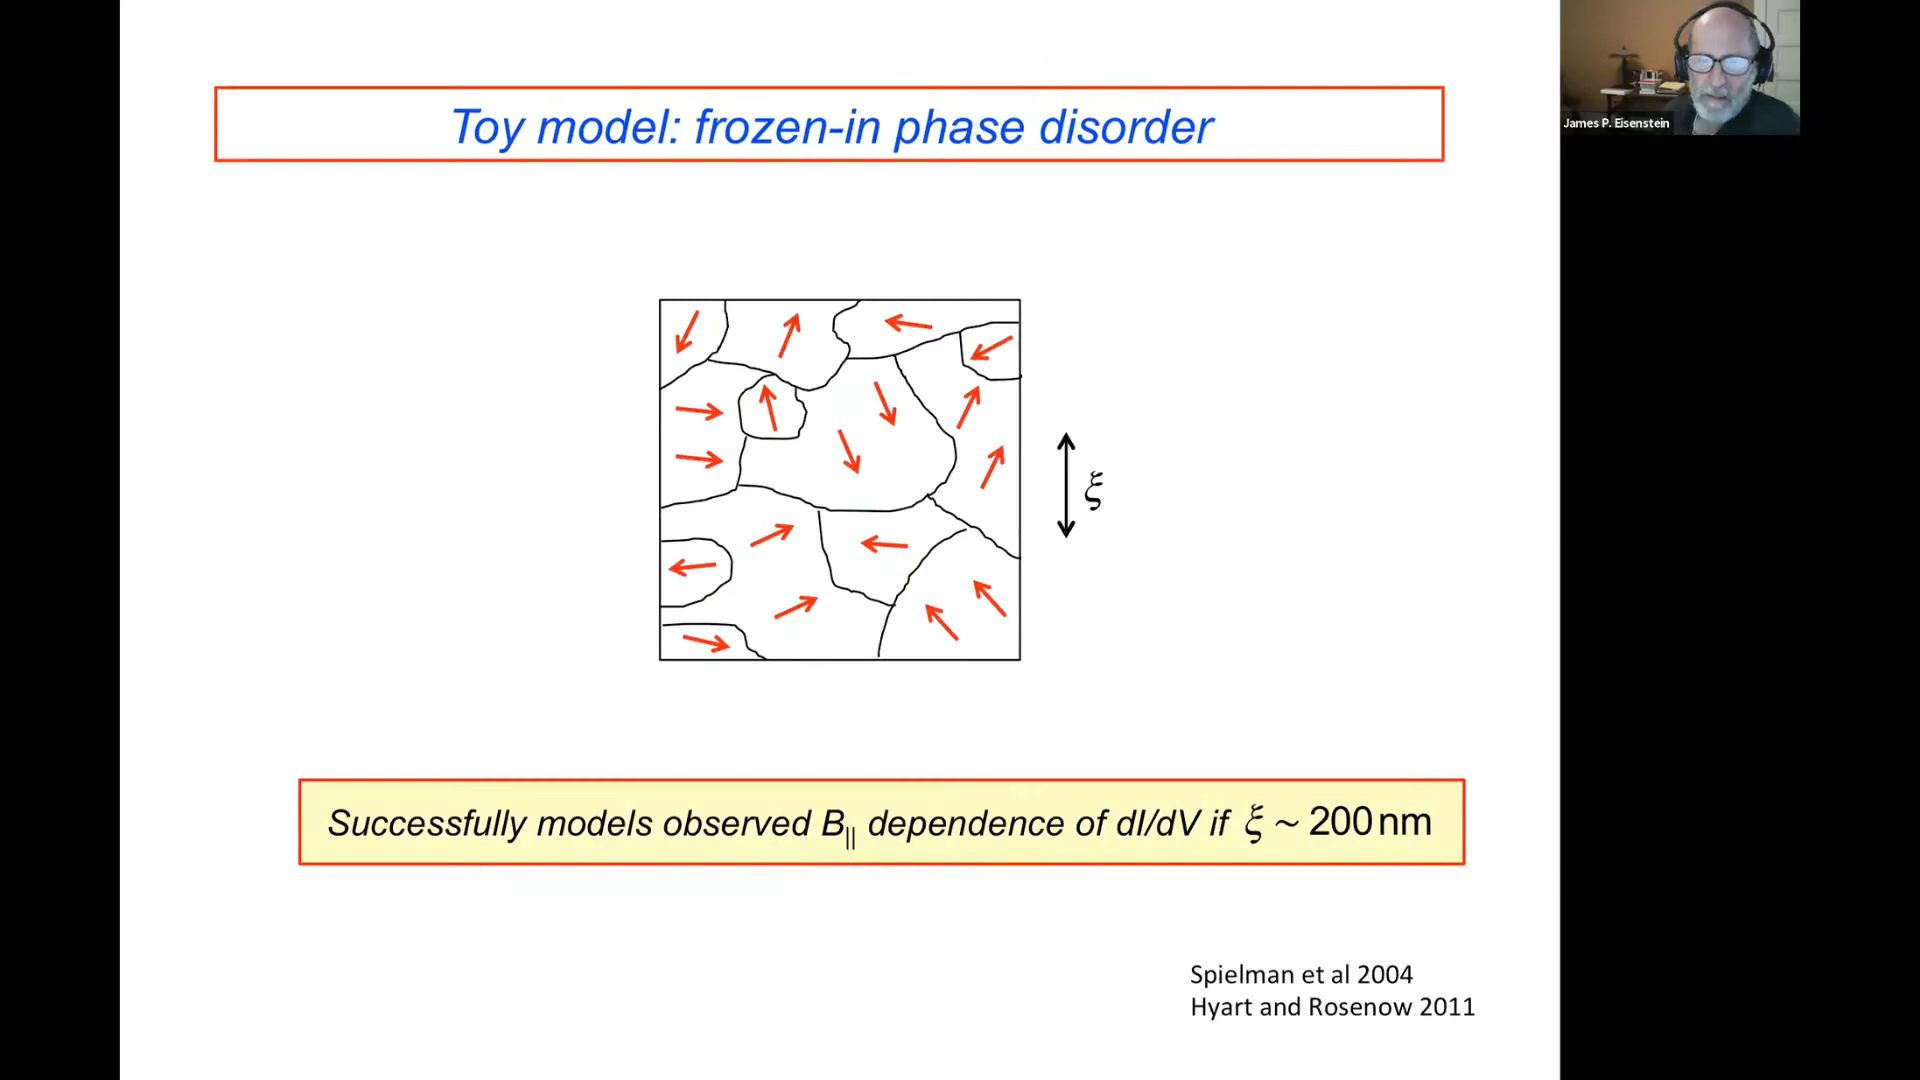 Toy model: frozen-in phase disorder
James P. Eisenstein
ξ
Successfully models observed B|| dependence of dI/dV if ξ ~ 200 nm
Spielman et al 2004
Hyart and Rosenow 2011